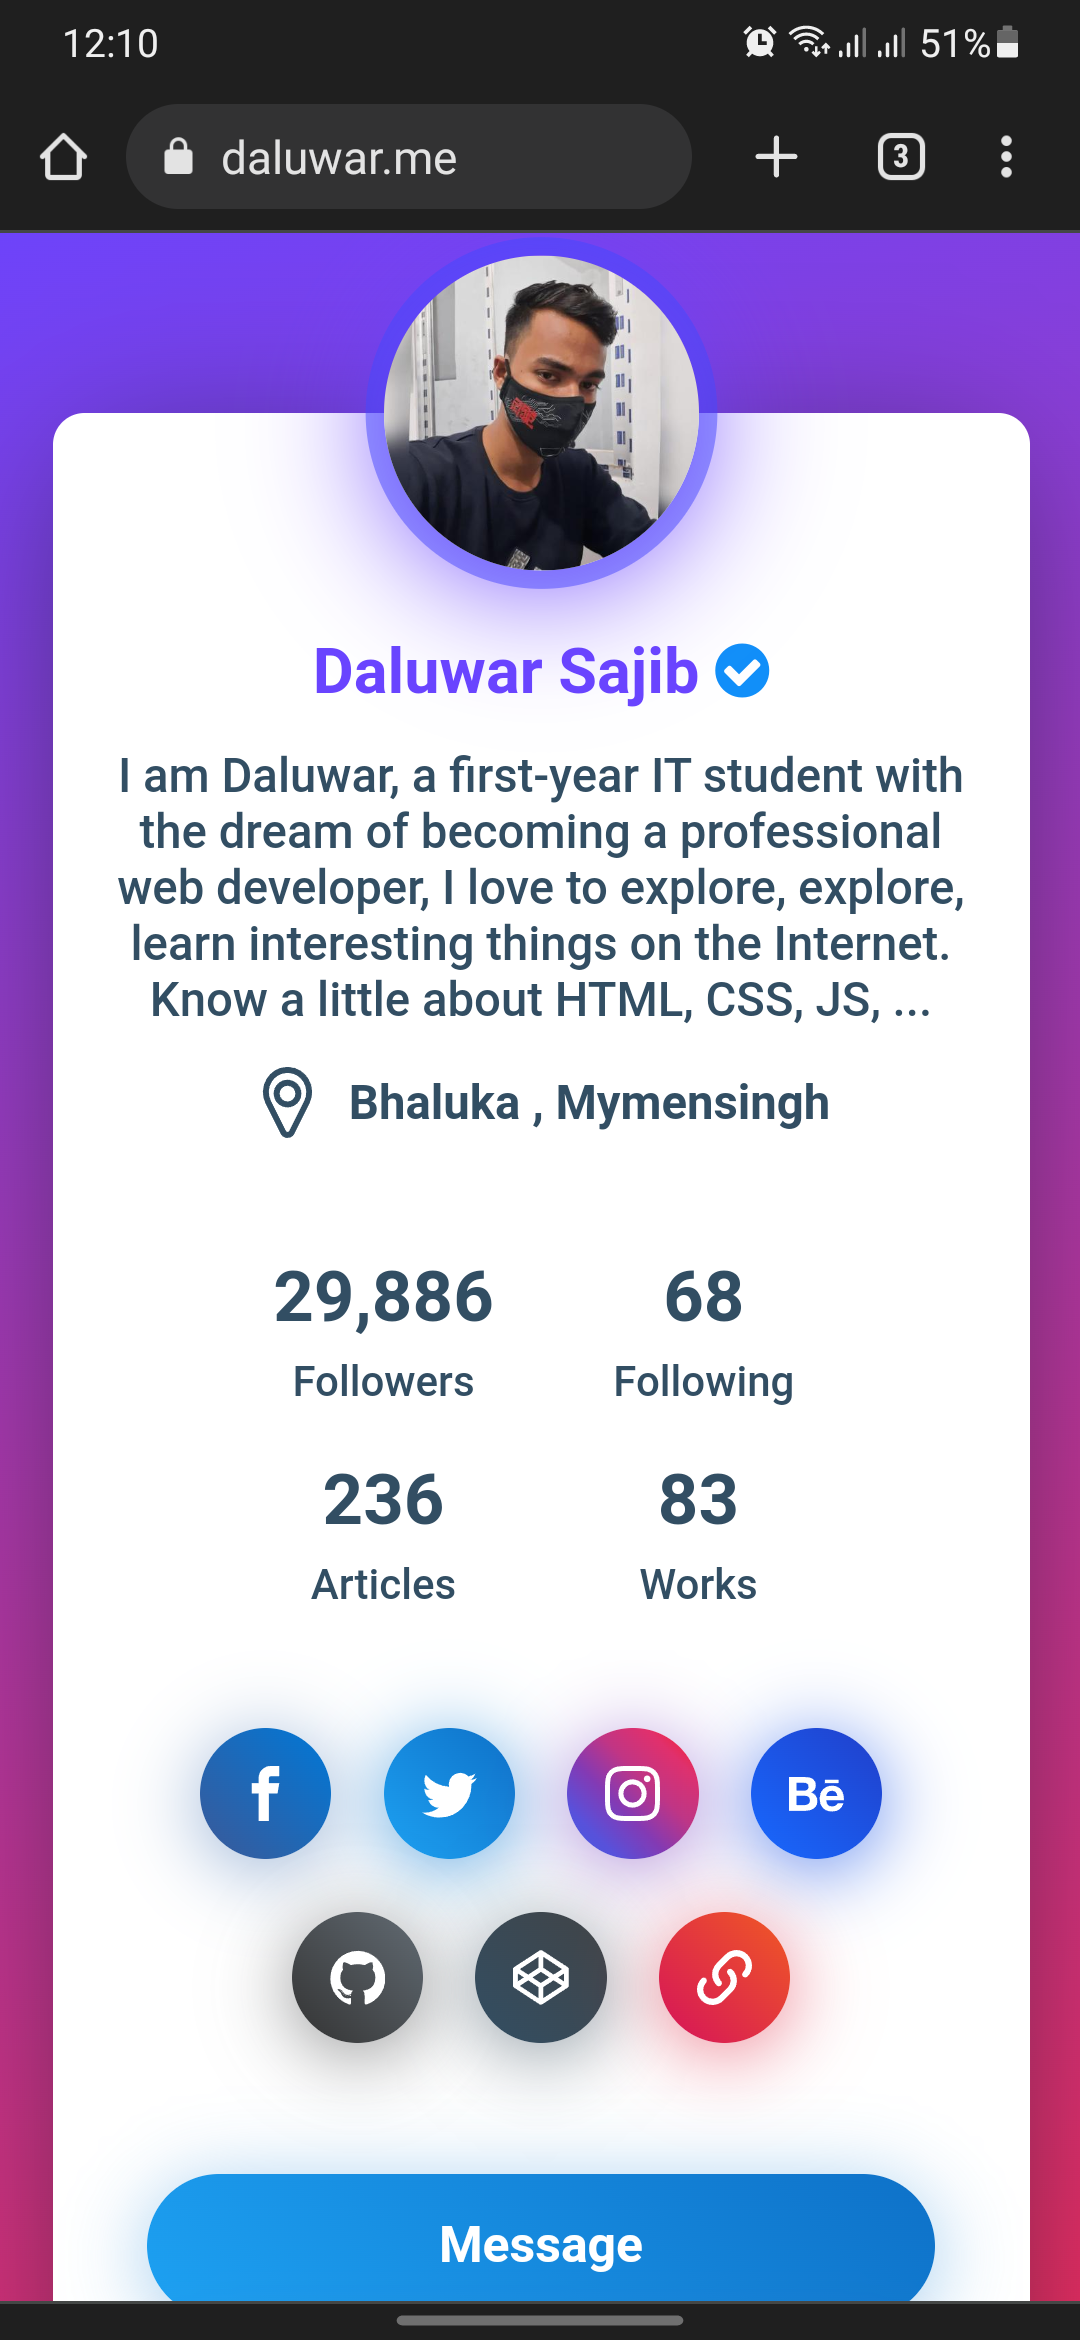 12:10
51%
daluwar.me
3
Daluwar Sajib
I am Daluwar, a first-year IT student with
the dream of becoming a professional
web developer, I love to explore, explore,
learn interesting things on the Internet.
Know a little about HTML, CSS, JS, ...
Bhaluka , Mymensingh
29,886 68
Followers Following
236 83
Articles Works
f
Bē
Message